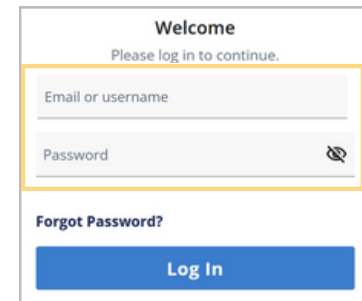 Welcome
Please log in to continue.
Email or username
Password
Forgot Password?
Log In